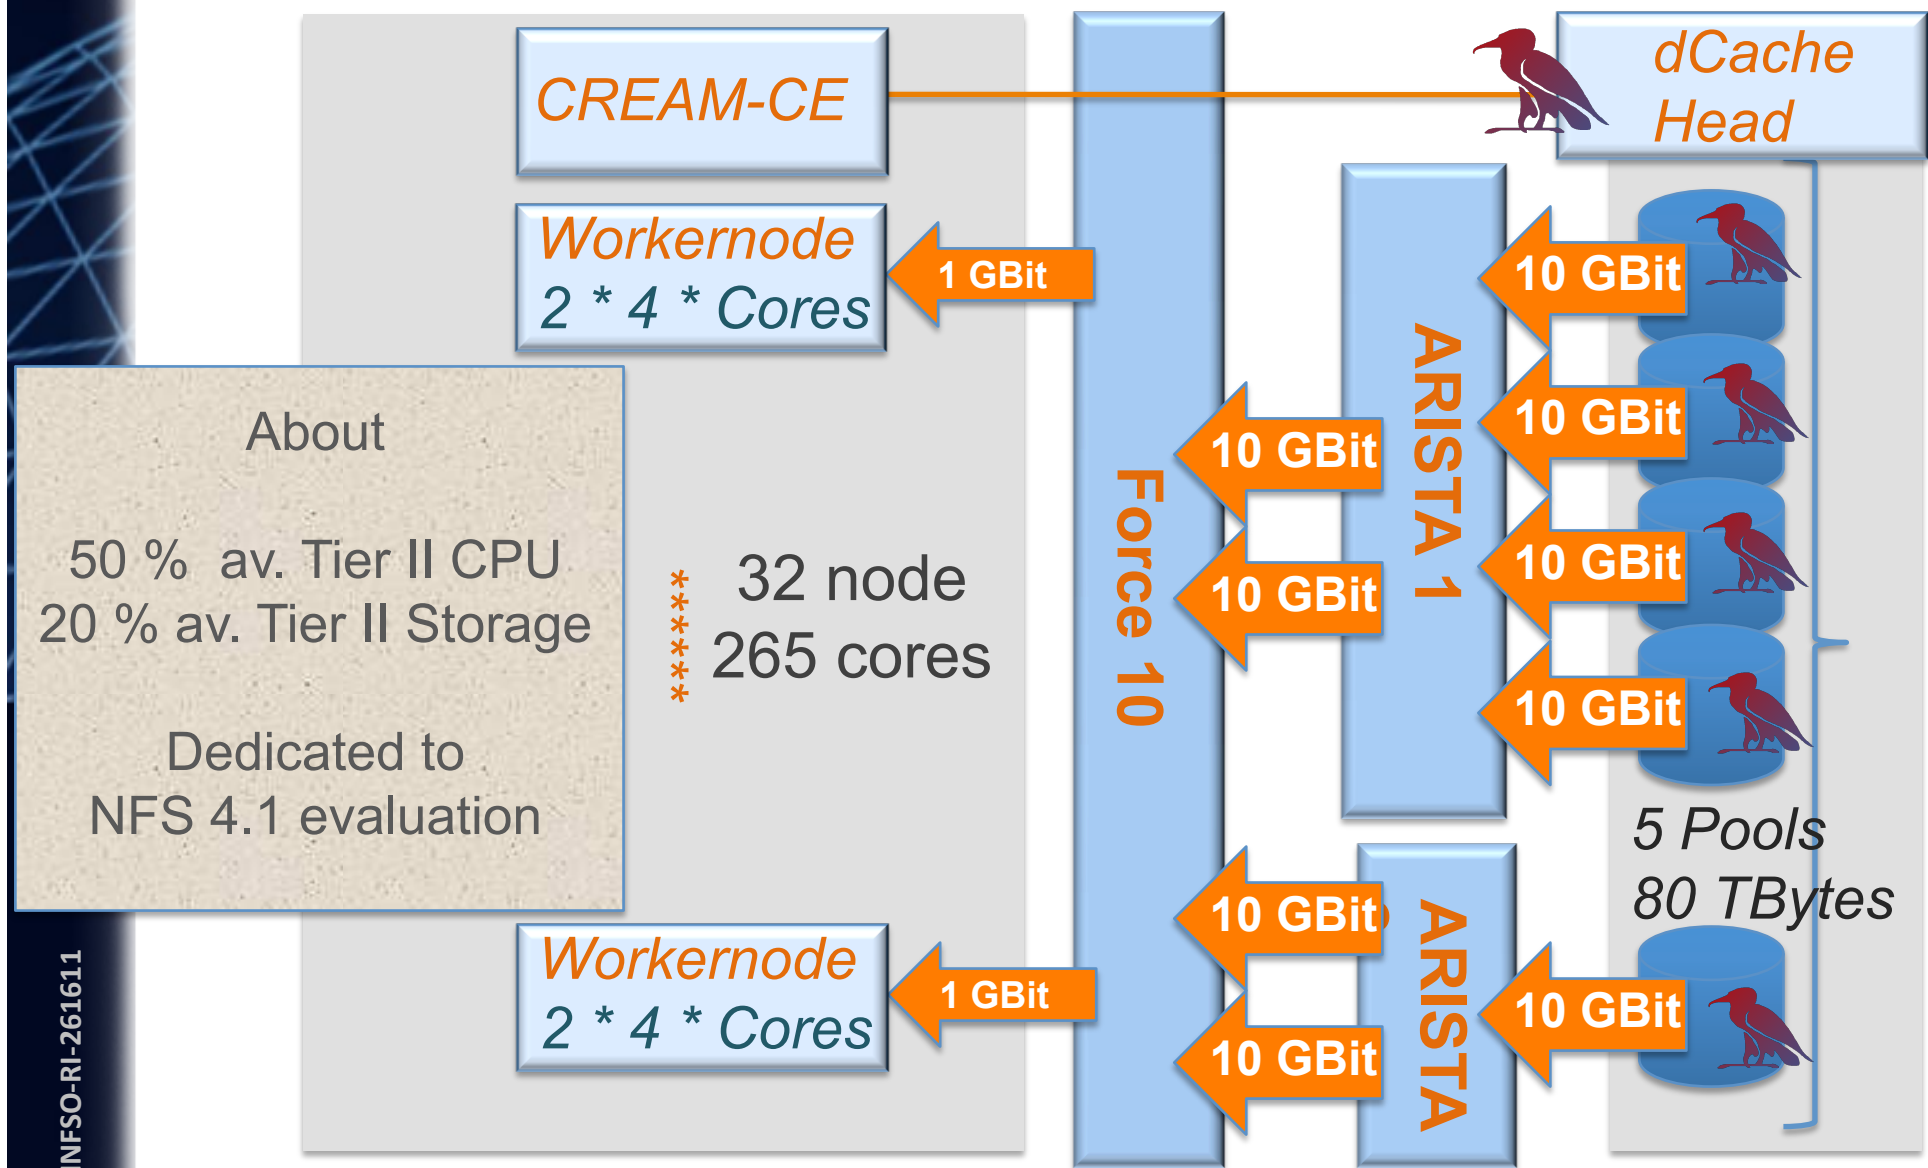 CREAM-CE
dCache
Head
Workernode
2 * 4 * Cores
1 GBit
10 GBit
10 GBit
10 GBit
10 GBit
ARISTA 1
10 GBit
10 GBit
Force 10
About
50 % av. Tier II CPU
20 % av. Tier II Storage
Dedicated to
NFS 4.1 evaluation
******
32 node
265 cores
5 Pools
80 TBytes
Workernode
2 * 4 * Cores
1 GBit
10 GBit
10 GBit
ARISTA
10 GBit
INFSO-RI-261611